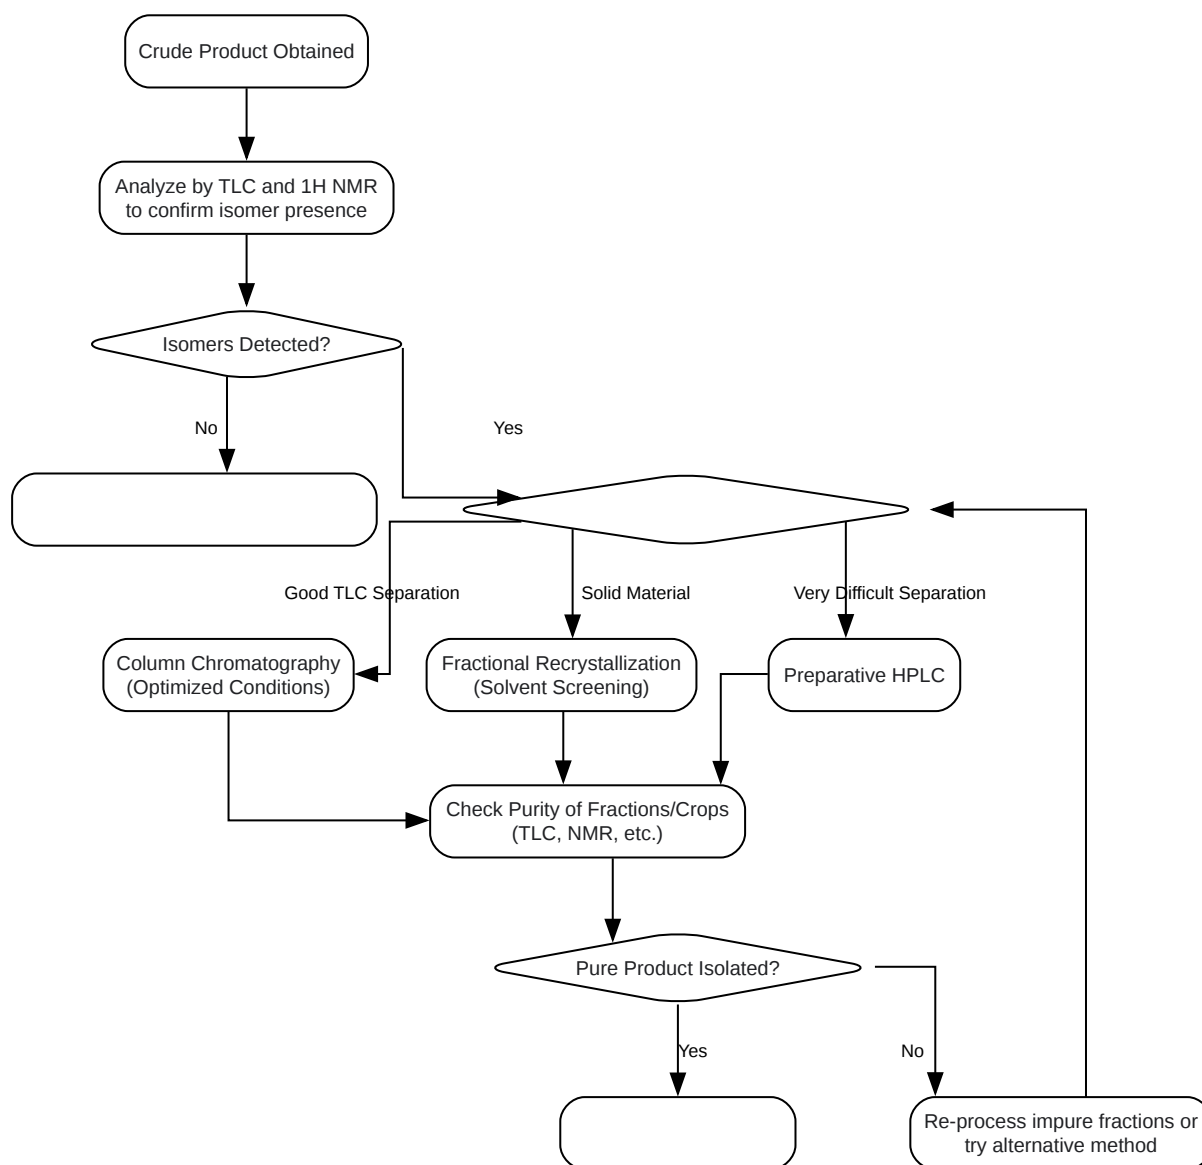 Crude Product Obtained
Analyze by TLC and 1H NMR
to confirm isomer presence
Isomers Detected?
No
Yes
Good TLC Separation
Solid Material
Very Difficult Separation
Column Chromatography
(Optimized Conditions)
Fractional Recrystallization
(Solvent Screening)
Preparative HPLC
Check Purity of Fractions/Crops
(TLC, NMR, etc.)
Pure Product Isolated?
Yes
No
Re-process impure fractions or
try alternative method